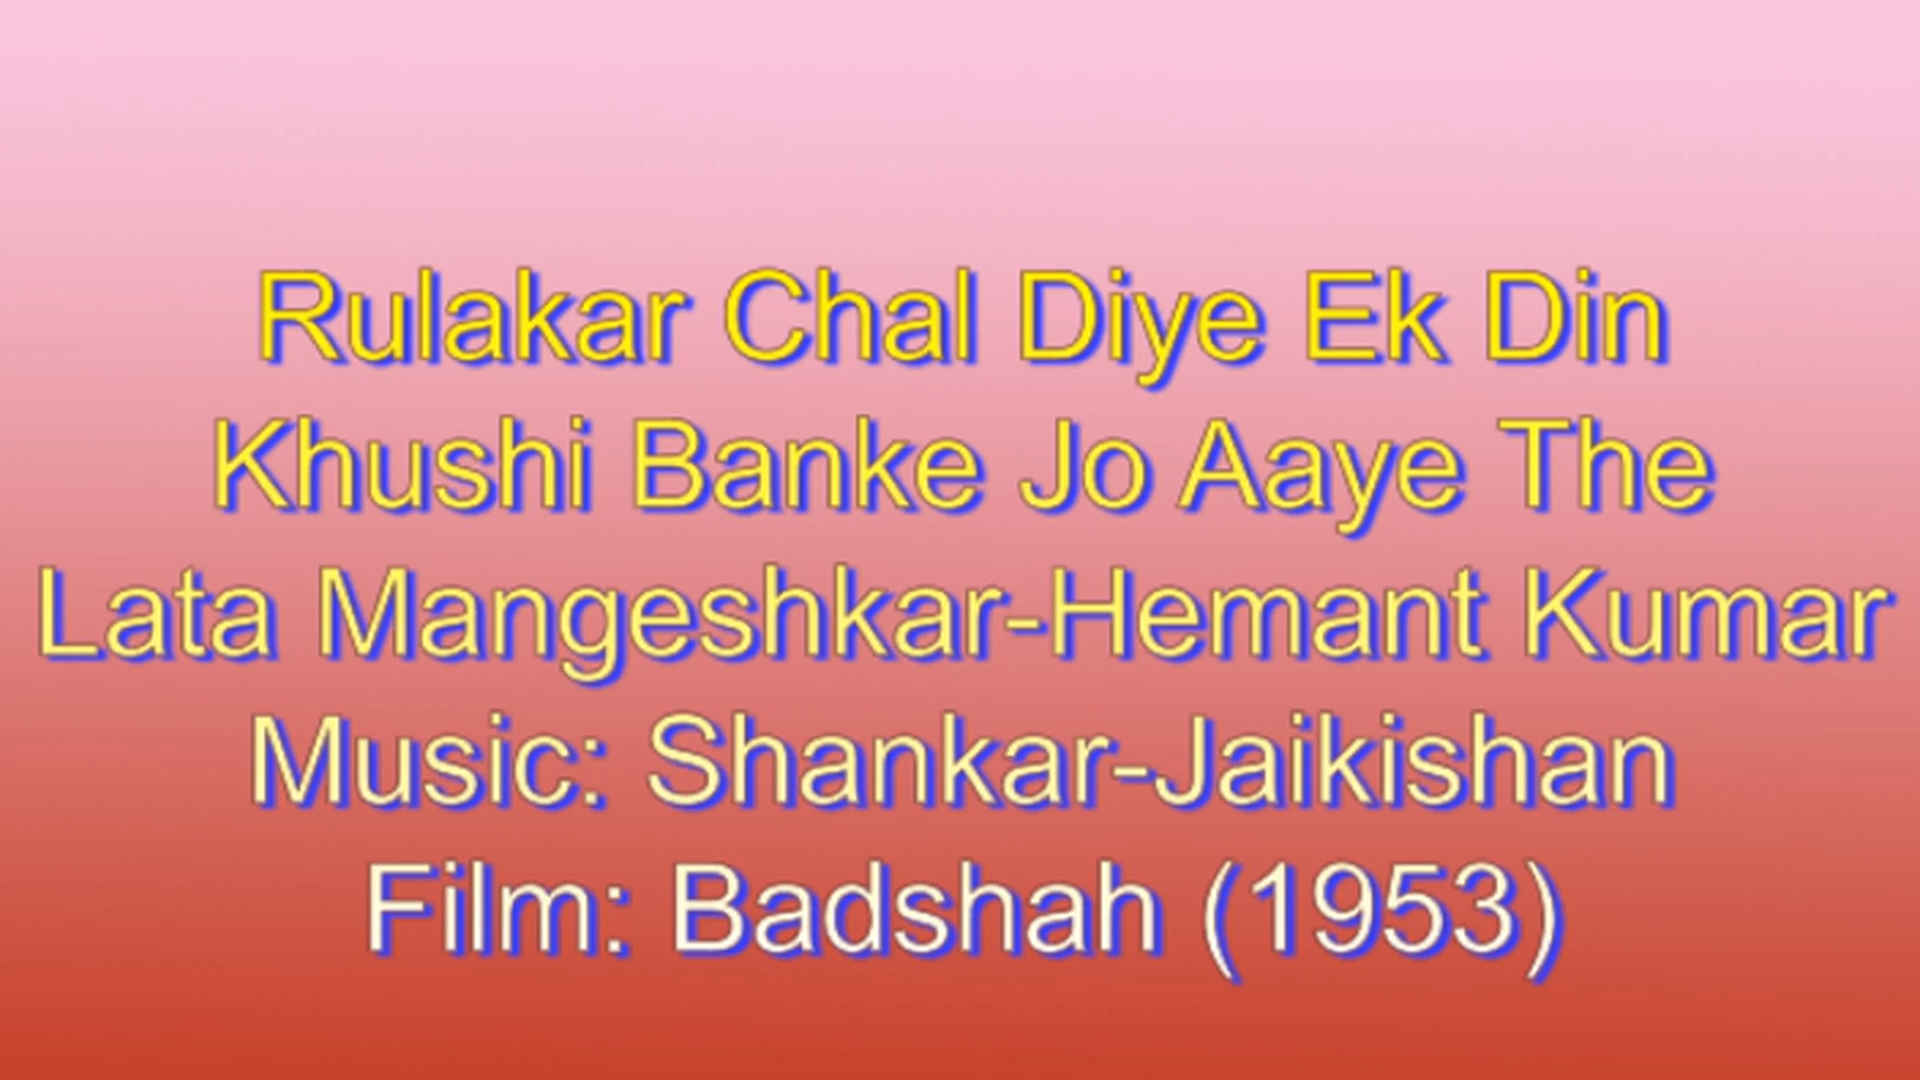 Rulakar Chal Diye Ek Din
Khushi Banke Jo Aaye The
Lata Mangeshkar-Hemant Kumar
Music: Shankar-Jaikishan
Film: Badshah (1953)